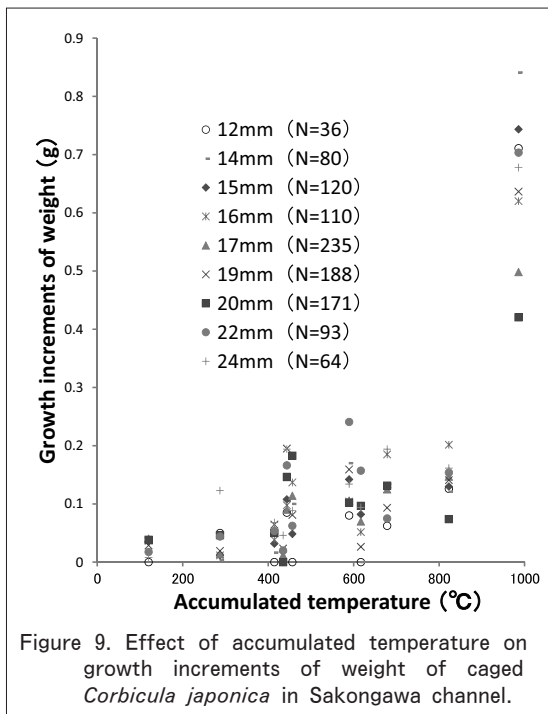 0.9
0.8
0.7
0.6
0.5
0.4
0.3
0.2
0.1
0
Growth increments of weight (g)
12mm （N=36）
14mm （N=80）
15mm （N=120）
16mm （N=110）
17mm （N=235）
19mm （N=188）
20mm （N=171）
22mm （N=93）
24mm （N=64）
0 200 400 600 800 1000
Accumulated temperature （℃）
Figure 9. Effect of accumulated temperature on
growth increments of weight of caged
Corbicula japonica in Sakongawa channel.